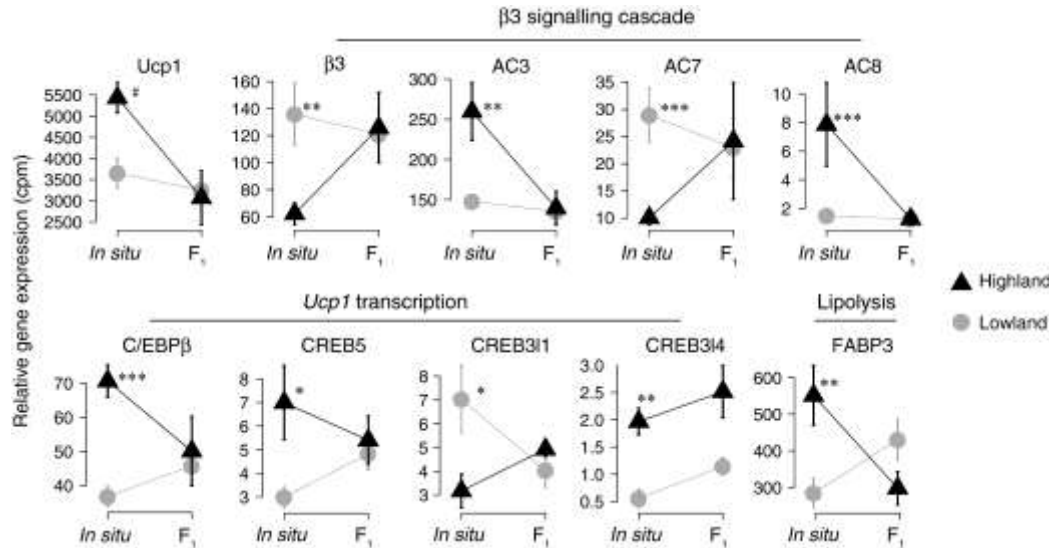 β3 signalling cascade
Ucp1 β3 AC3 AC7 AC8
5500 5000 4500 4000 3500 3000 2500
#
160 140 120 100 80 60
**
300 250 200 150
**
35 30 25 20 15 10
***
10 8 6 4 2
***
In situ F1 In situ F1 In situ F1 In situ F1 In situ F1
Relative gene expression (cpm)
Highland
Lowland
Ucp1 transcription Lipolysis
C/EBPβ CREB5 CREB3l1 CREB3l4 FABP3
70 60 50 40
***
8 7 6 5 4 3
*
8 7 6 5 4 3
*
3.0 2.5 2.0 1.5 1.0 0.5
**
600 500 400 300
**
In situ F1 In situ F1 In situ F1 In situ F1 In situ F1